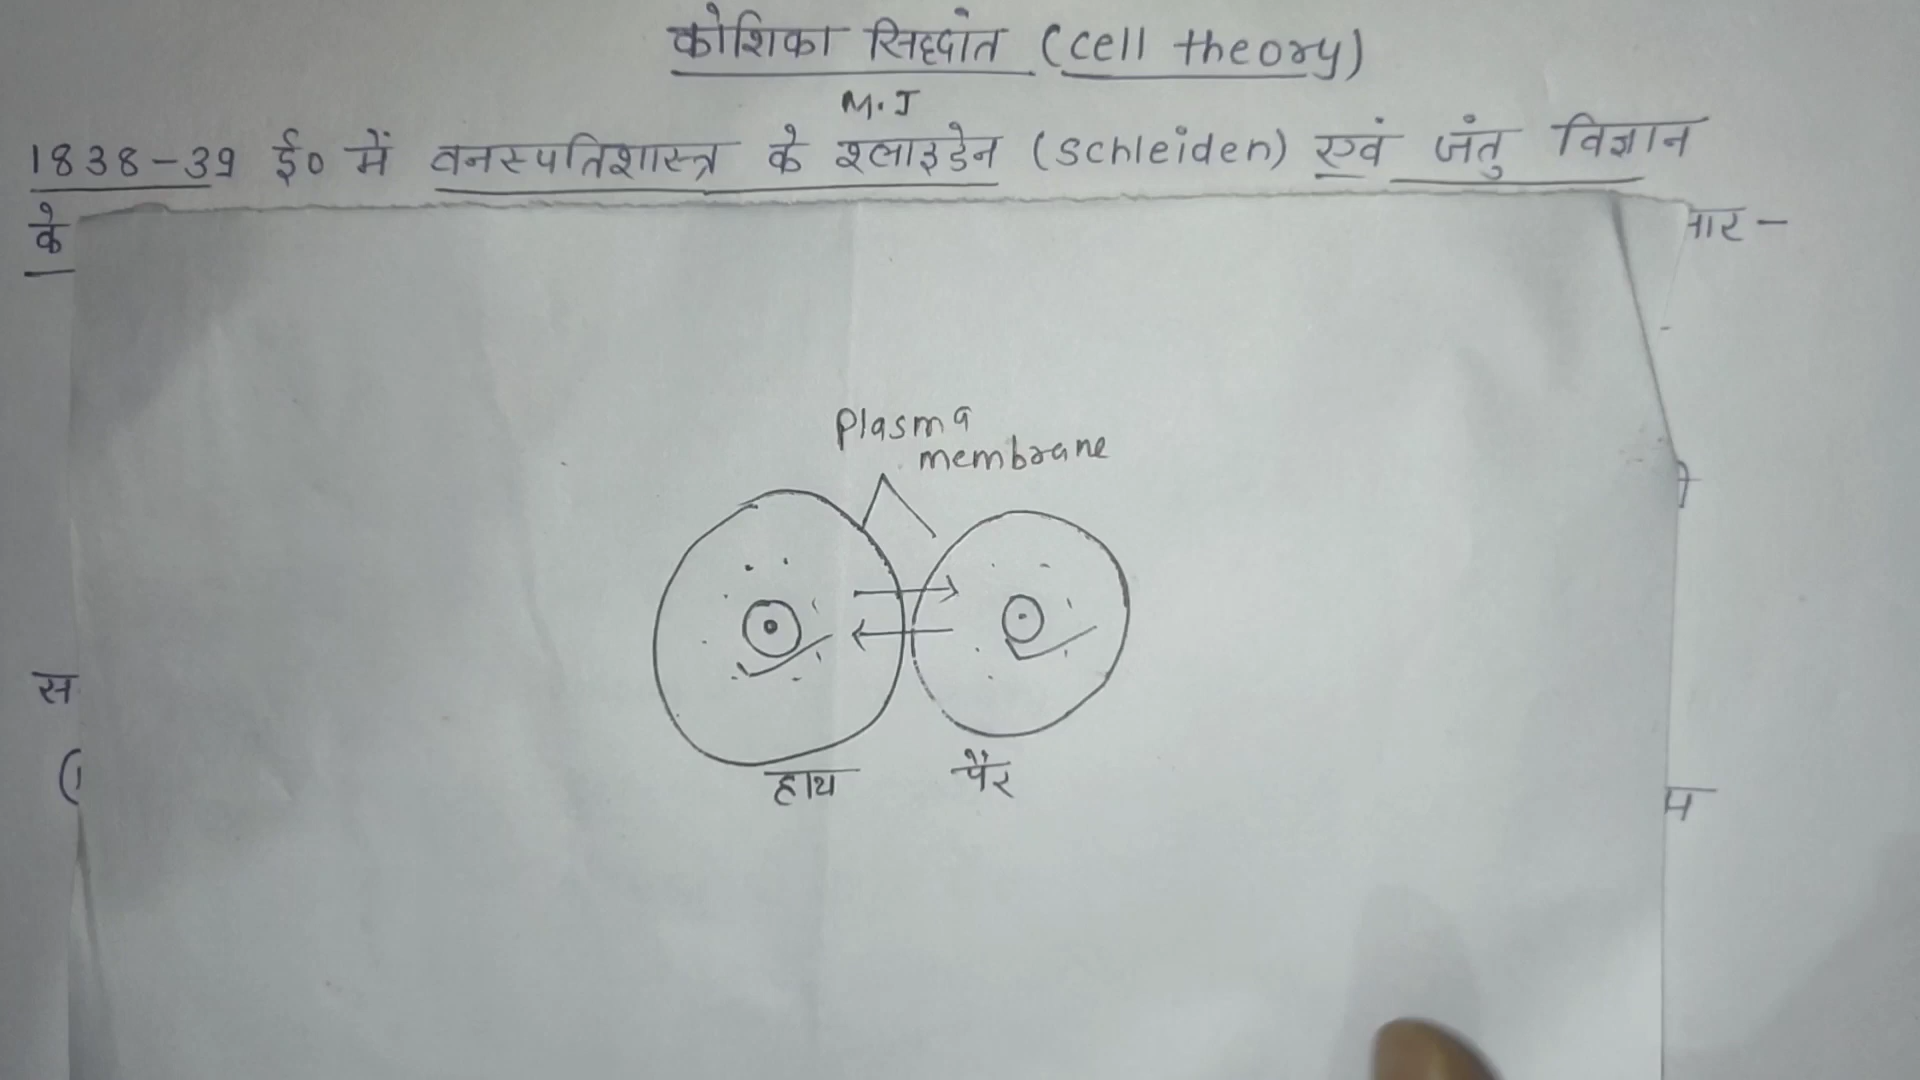 कोशिका सिद्धांत (cell theory)
M.J
1838-39 ई० में वनस्पतिशास्त्र के श्लाइडेन (schleiden) एवं जंतु विज्ञान
के
plasma
membrane
हाथ पैर